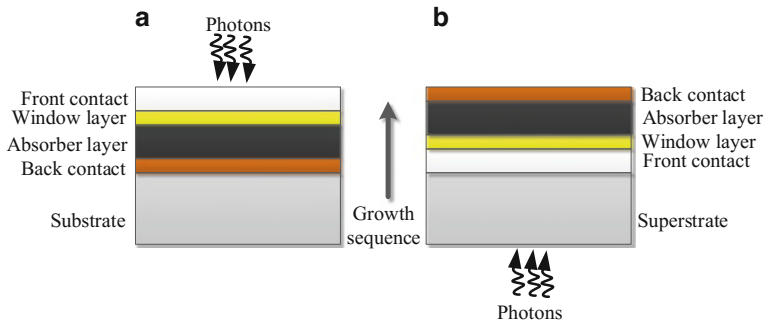 a
Photons
Front contact
Window layer
Absorber layer
Back contact
Substrate
Growth
sequence
b
Back contact
Absorber layer
Window layer
Front contact
Superstrate
Photons